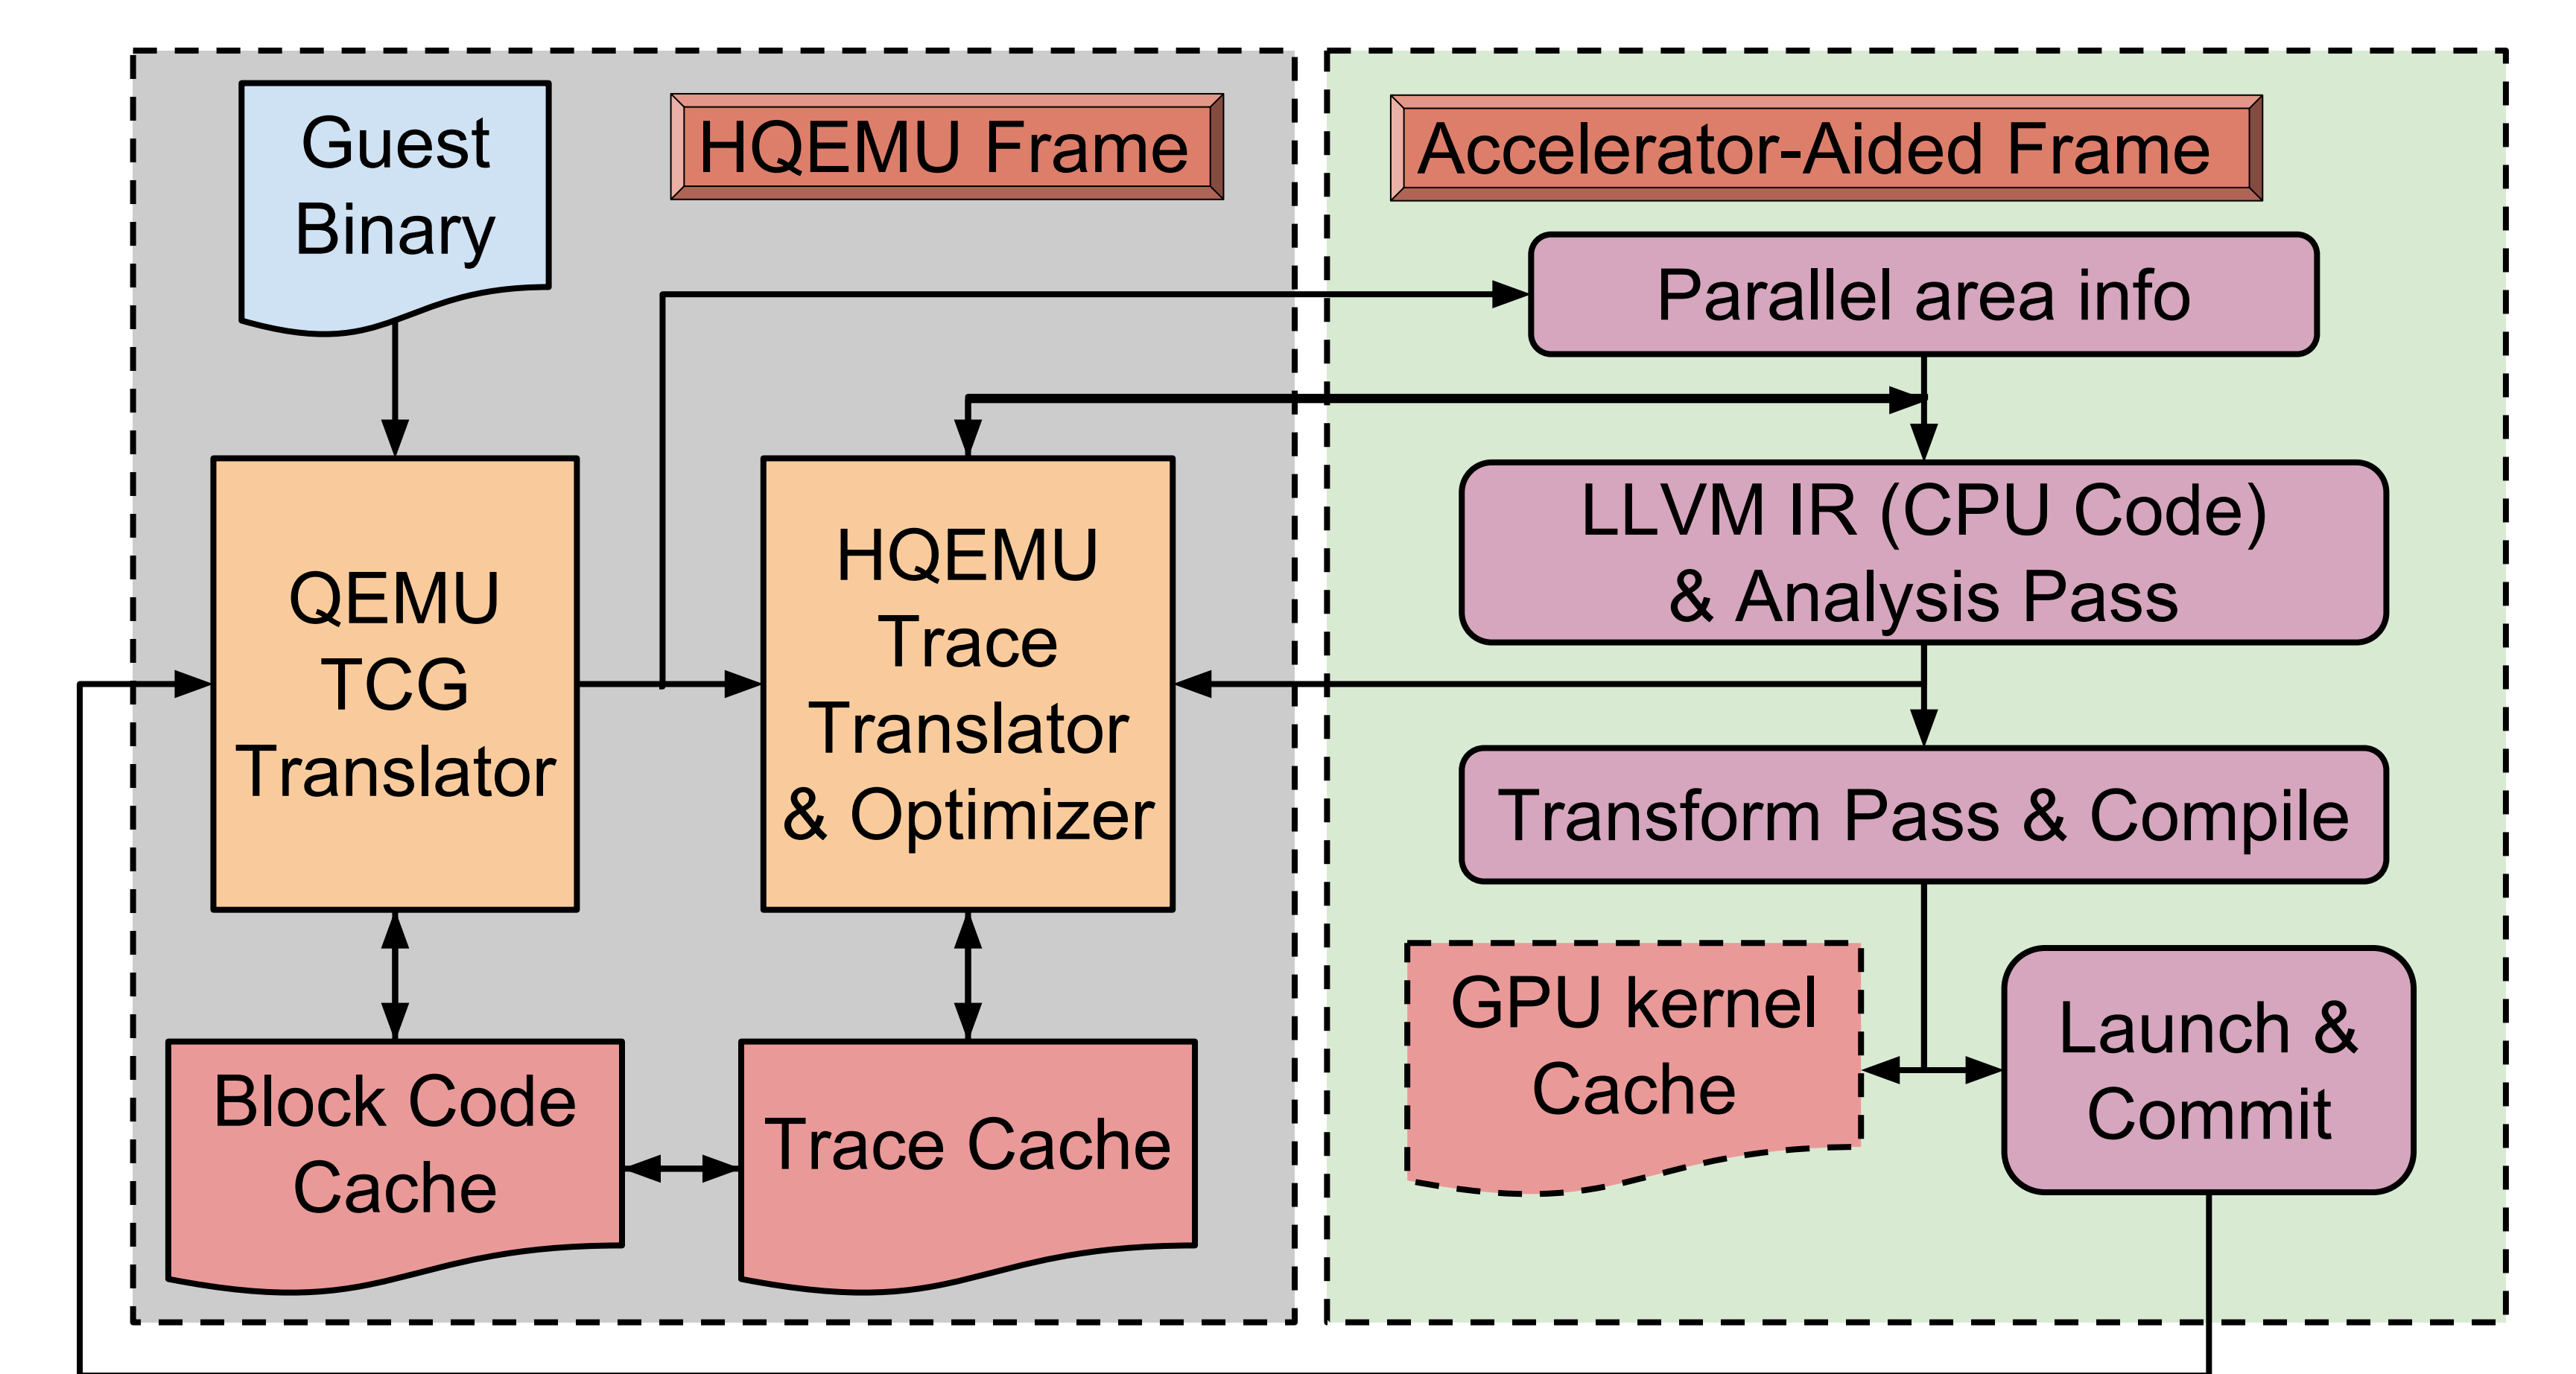 Guest
Binary
HQEMU Frame
Accelerator-Aided Frame
Parallel area info
QEMU
TCG
Translator
HQEMU
Trace
Translator
& Optimizer
LLVM IR (CPU Code)
& Analysis Pass
Transform Pass & Compile
Block Code
Cache
Trace Cache
GPU kernel
Cache
Launch &
Commit